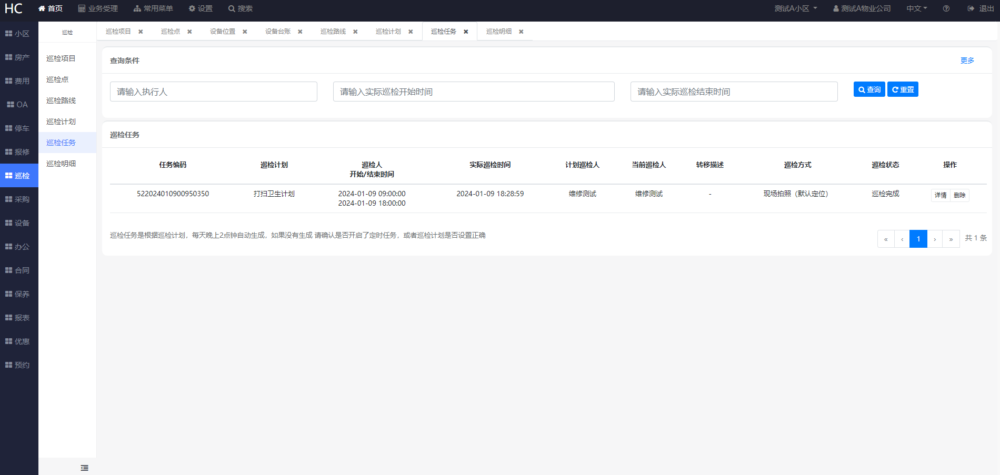 HC 首页 业务受理 常用菜单 设置 搜索 测试A小区 测试A物业公司 中文 退出
小区
房产
费用
OA
停车
报修
巡检
采购
设备
办公
合同
保养
报表
优惠
预约
巡检
巡检项目
巡检点
巡检路线
巡检计划
巡检任务
巡检明细
巡检项目 巡检点 设备位置 设备台账 巡检路线 巡检计划 巡检任务 巡检明细
查询条件 更多
请输入执行人 请输入实际巡检开始时间 请输入实际巡检结束时间 查询 重置
巡检任务
任务编码 巡检计划 巡检人 实际巡检时间 计划巡检人 当前巡检人 转移描述 巡检方式 巡检状态 操作
开始/结束时间
522024010900950350 打扫卫生计划 2024-01-09 09:00:00 2024-01-09 18:28:59 维修测试 维修测试 - 现场拍照（默认定位） 巡检完成 详情 删除
2024-01-09 18:00:00
巡检任务是根据巡检计划，每天晚上2点钟自动生成，如果没有生成 请确认是否开启了定时任务，或者巡检计划是否设置正确
« ‹ 1 › » 共 1 条